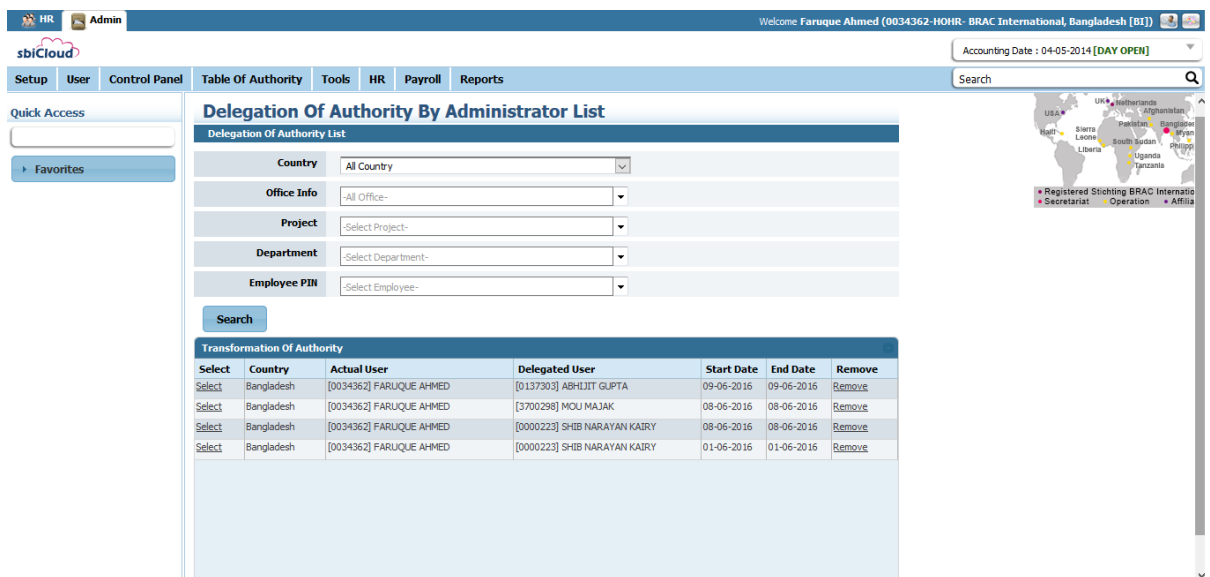 HR Admin Welcome Faruque Ahmed (0034362-HOHR- BRAC International, Bangladesh [BI])
sbiCloud
Accounting Date : 04-05-2014 [DAY OPEN]
Setup User Control Panel Table Of Authority Tools HR Payroll Reports Search
Quick Access
Favorites
Delegation Of Authority By Administrator List
Delegation Of Authority List
Country All Country
Office Info -All Office-
Project -Select Project-
Department -Select Department-
Employee PIN -Select Employee-
Search
Transformation Of Authority
Select Country Actual User Delegated User Start Date End Date Remove
Select Bangladesh [0034362] FARUQUE AHMED [0137303] ABHIJIT GUPTA 09-06-2016 09-06-2016 Remove
Select Bangladesh [0034362] FARUQUE AHMED [3700298] MOU MAJAK 08-06-2016 08-06-2016 Remove
Select Bangladesh [0034362] FARUQUE AHMED [0000223] SHIB NARAYAN KAIRY 08-06-2016 08-06-2016 Remove
Select Bangladesh [0034362] FARUQUE AHMED [0000223] SHIB NARAYAN KAIRY 01-06-2016 01-06-2016 Remove
UK Netherlands
USA Afghanistan
Pakistan Banglades
Haiti Sierra Leone Myan
South Sudan Philipp
Liberia
Uganda
Tanzania
Registered Stichting BRAC Internatio
Secretariat Operation Affilia